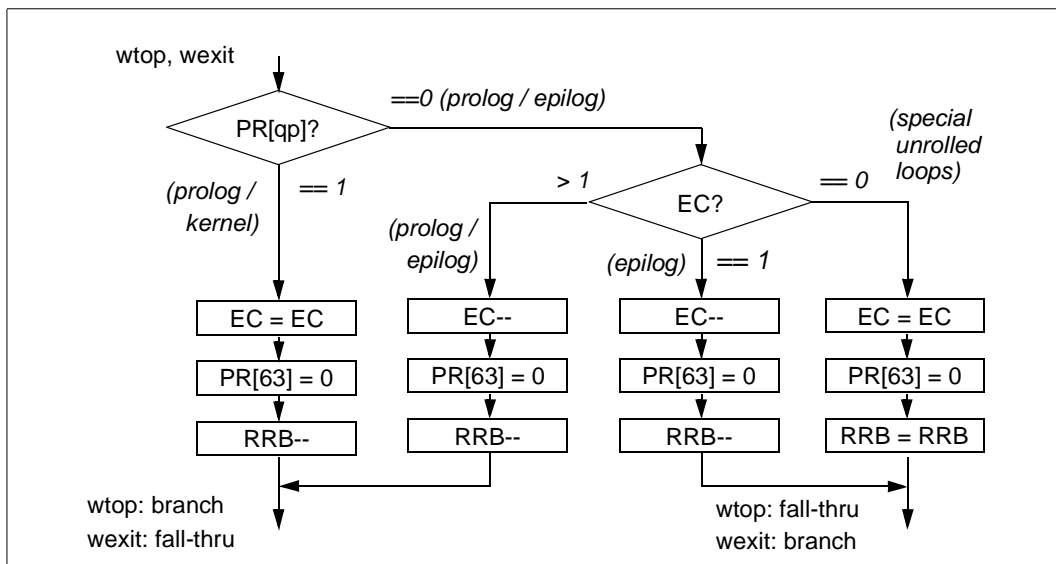 wtop, wexit
==0 (prolog / epilog)
PR[qp]?
(special
unrolled
loops)
(prolog /
kernel)
== 1
> 1
EC?
== 0
(prolog /
epilog)
(epilog)
== 1
EC = EC
EC--
EC--
EC = EC
PR[63] = 0
PR[63] = 0
PR[63] = 0
PR[63] = 0
RRB--
RRB--
RRB--
RRB = RRB
wtop: branch
wexit: fall-thru
wtop: fall-thru
wexit: branch